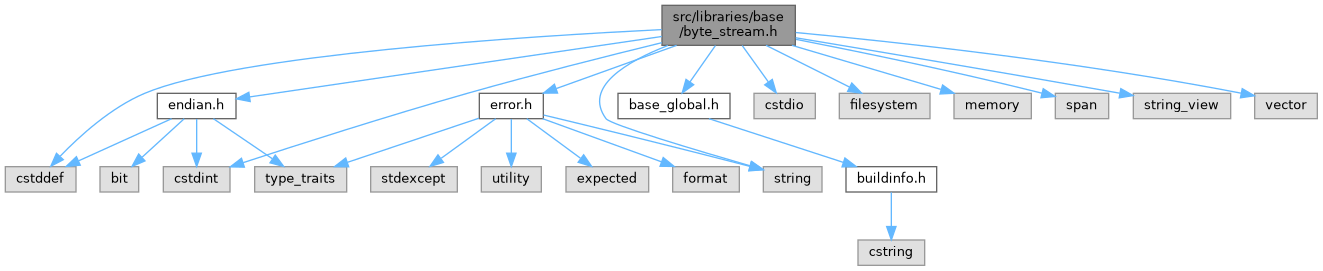 src/libraries/base
/byte_stream.h
endian.h
error.h
base_global.h
cstdio
filesystem
memory
span
string_view
vector
cstddef
bit
cstdint
type_traits
stdexcept
utility
expected
format
string
buildinfo.h
cstring